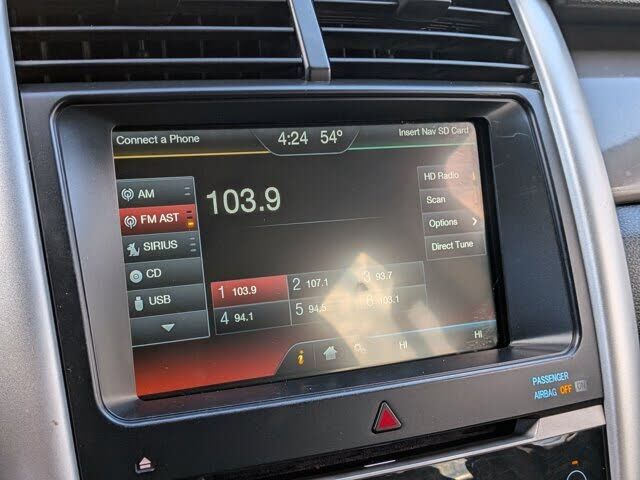 Connect a Phone
4:24 54°
Insert Nav SD Card
AM
FM AST
SIRIUS
CD
USB
103.9
HD Radio
Scan
Options
Direct Tune
1 103.9
2 107.1
3 93.7
4 94.1
5 94.5
6 103.1
HI
HI
PASSENGER
AIRBAG OFF ON